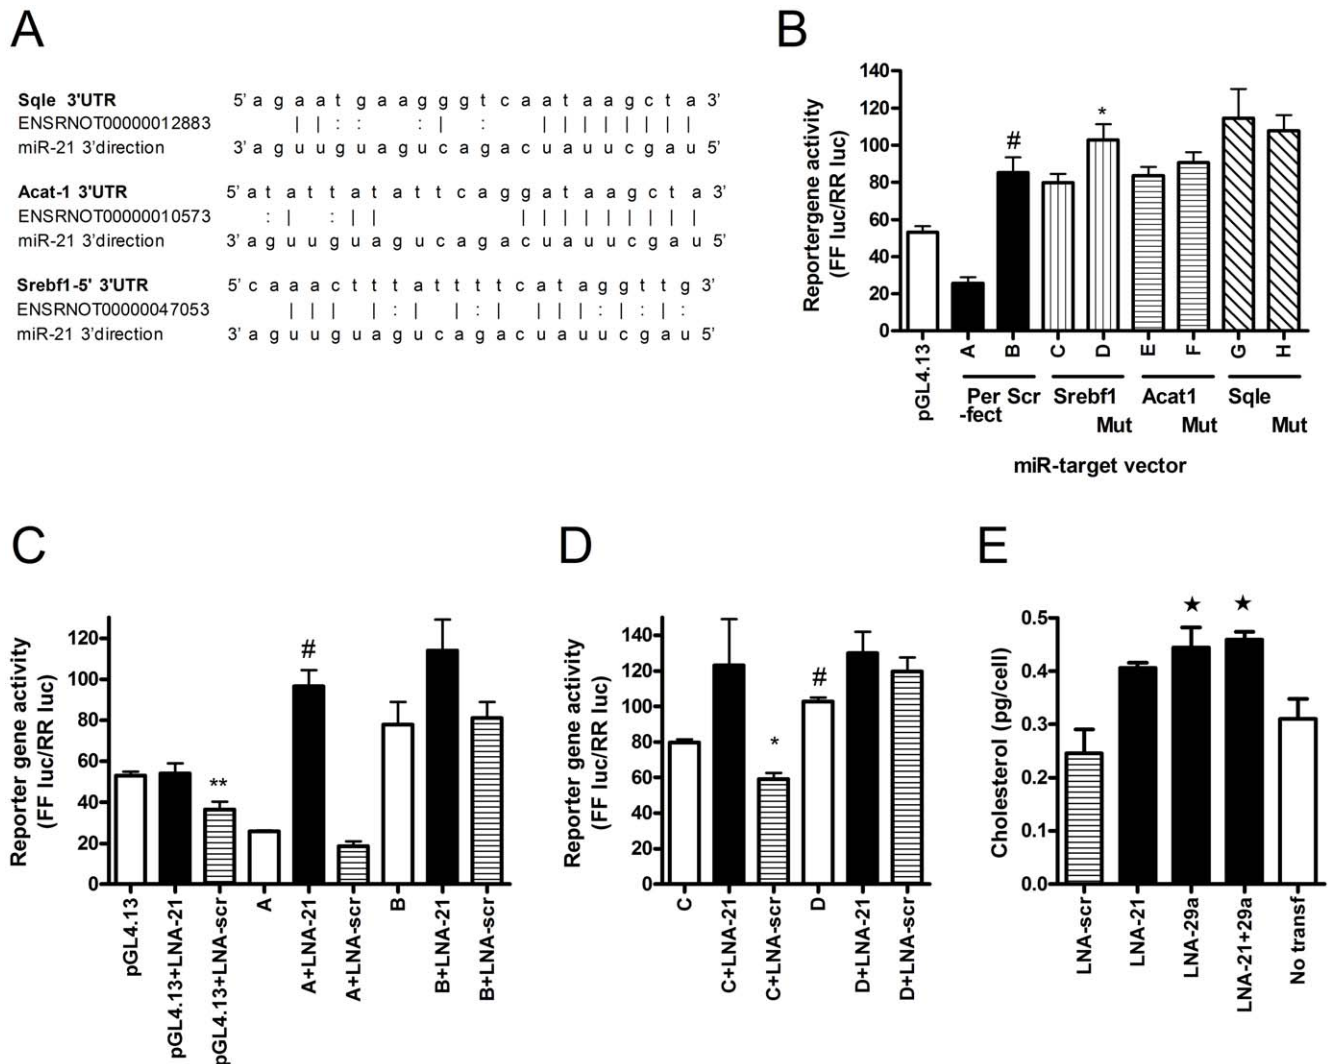 A
Sqle 3'UTR 5' a g a a t g a a g g g t c a a t a a g c t a 3'
ENSRNOT00000012883 | | : : : | : | | | | | | | |
miR-21 3'direction 3' a g u u g u a g u c a g a c u a u u c g a u 5'
Acat-1 3'UTR 5' a t a t t a t a t t c a g g a t a a g c t a 3'
ENSRNOT00000010573 : | : | | | | | | | | | | |
miR-21 3'direction 3' a g u u g u a g u c a g a c u a u u c g a u 5'
Srebf1-5' 3'UTR 5' c a a a c t t t a t t t t c a t a g g t t g 3'
ENSRNOT00000047053 | | | | : | | : | | | | : | : | :
miR-21 3'direction 3' a g u u g u a g u c a g a c u a u u c g a u 5'
B
Reportergene activity
(FF luc/RR luc)
140
120
100
80
60
40
20
0
#
*
pGL4.13
A
B
C
D
E
F
G
H
Per Scr Srebf1 Acat1 Sqle
-fect
Mut Mut Mut
miR-target vector
C
Reporter gene activity
(FF luc/RR luc)
120
100
80
60
40
20
0
**
#
pGL4.13
pGL4.13+LNA-21
pGL4.13+LNA-scr
A
A+LNA-21
A+LNA-scr
B
B+LNA-21
B+LNA-scr
D
Reporter gene activity
(FF luc/RR luc)
140
120
100
80
60
40
20
0
*
#
C
C+LNA-21
C+LNA-scr
D
D+LNA-21
D+LNA-scr
E
Cholesterol (pg/cell)
0.5
0.4
0.3
0.2
0.1
0.0
★
★
LNA-scr
LNA-21
LNA-29a
LNA-21+29a
No transf